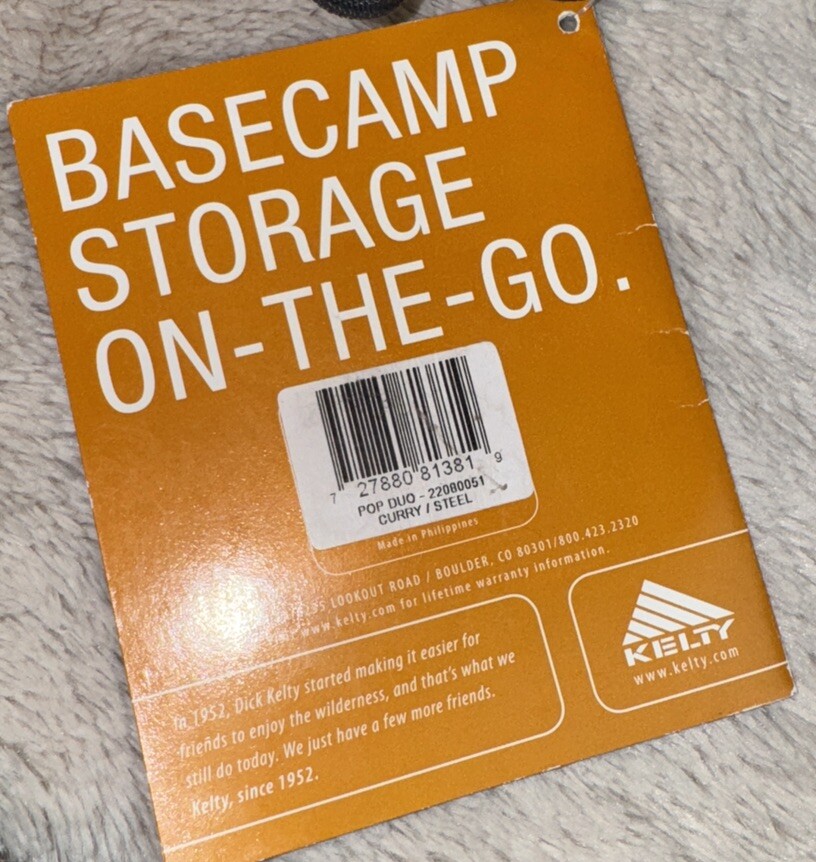 BASECAMP
STORAGE
ON-THE-GO.
7 27880 81381 9
POP DUO - 22080051
CURRY / STEEL
Made in Philippines
LOOKOUT ROAD / BOULDER, CO 80301/800.423.2320
www.kelty.com for lifetime warranty information.
In 1952, Dick Kelty started making it easier for
friends to enjoy the wilderness, and that's what we
still do today. We just have a few more friends.
Kelty, since 1952.
KELTY
www.kelty.com